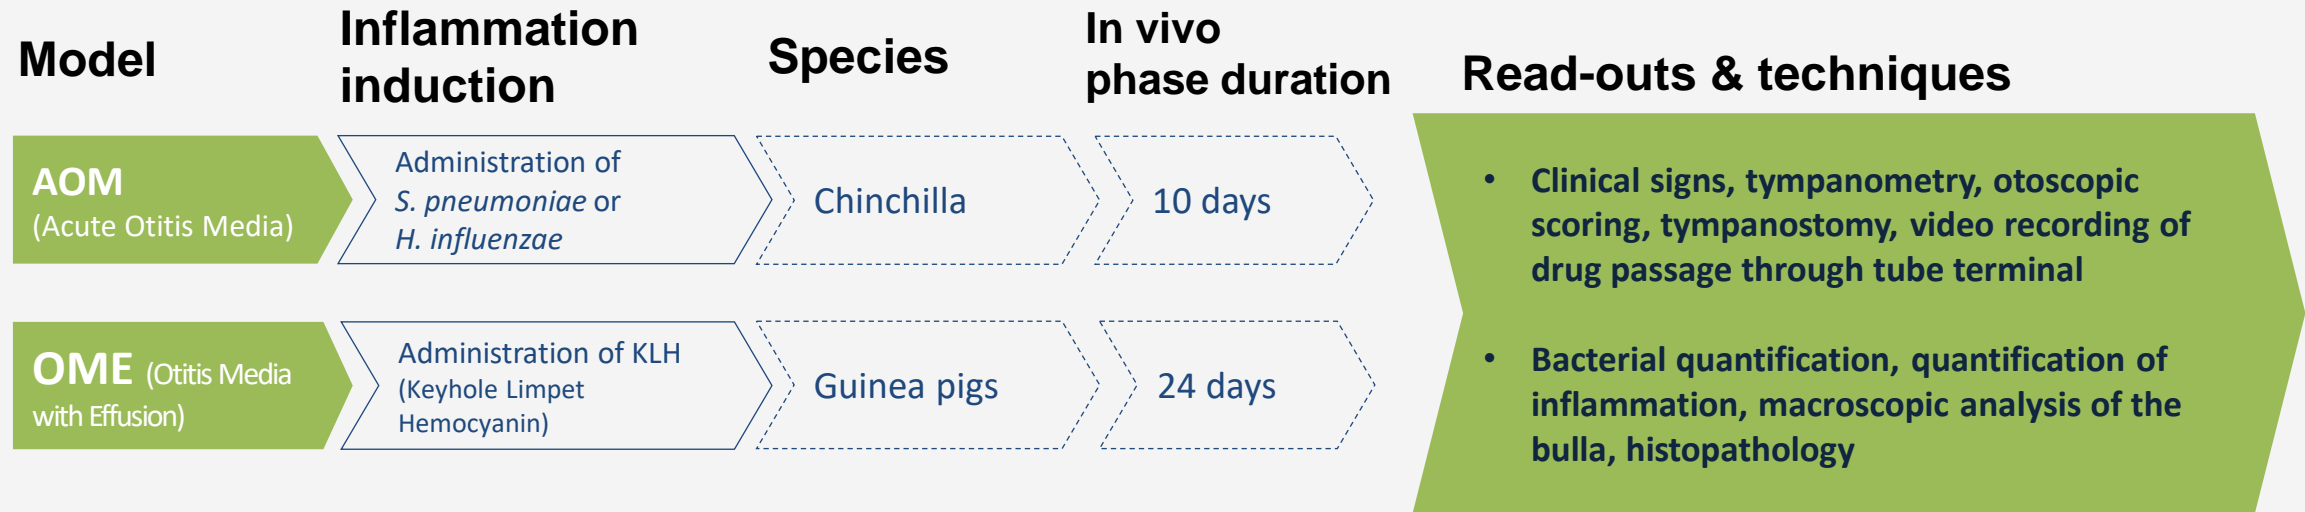 Model
Inflammation
induction
Species
In vivo
phase duration
Read-outs & techniques
AOM
(Acute Otitis Media)
Administration of
S. pneumoniae or
H. influenzae
Chinchilla
10 days
OME (Otitis Media
with Effusion)
Administration of KLH
(Keyhole Limpet
Hemocyanin)
Guinea pigs
24 days
• Clinical signs, tympanometry, otoscopic
scoring, tympanostomy, video recording of
drug passage through tube terminal
• Bacterial quantification, quantification of
inflammation, macroscopic analysis of the
bulla, histopathology